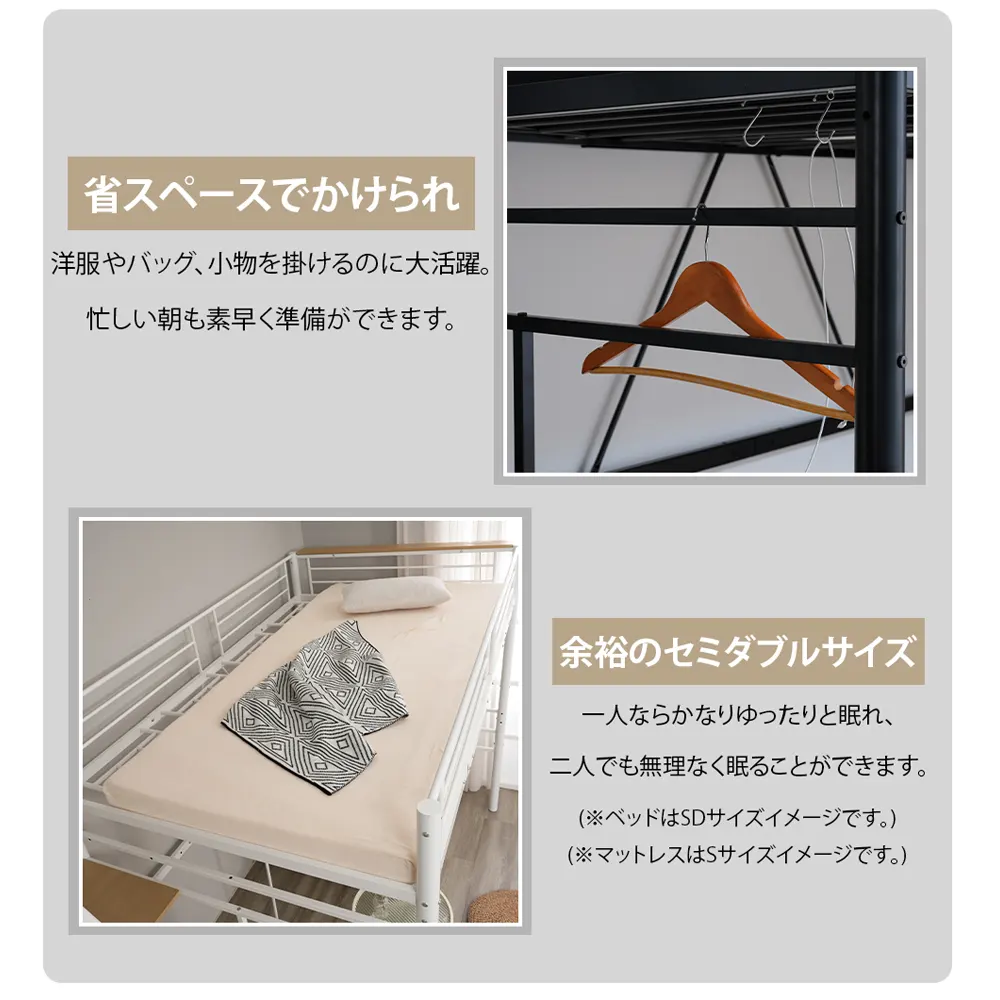 省スペースでかけられ
洋服やバッグ、小物を掛けるのに大活躍。
忙しい朝も素早く準備ができます。
余裕のセミダブルサイズ
一人ならかなりゆったりと眠れ、
二人でも無理なく眠ることができます。
(※ベッドはSDサイズイメージです。)
(※マットレスはSサイズイメージです。)